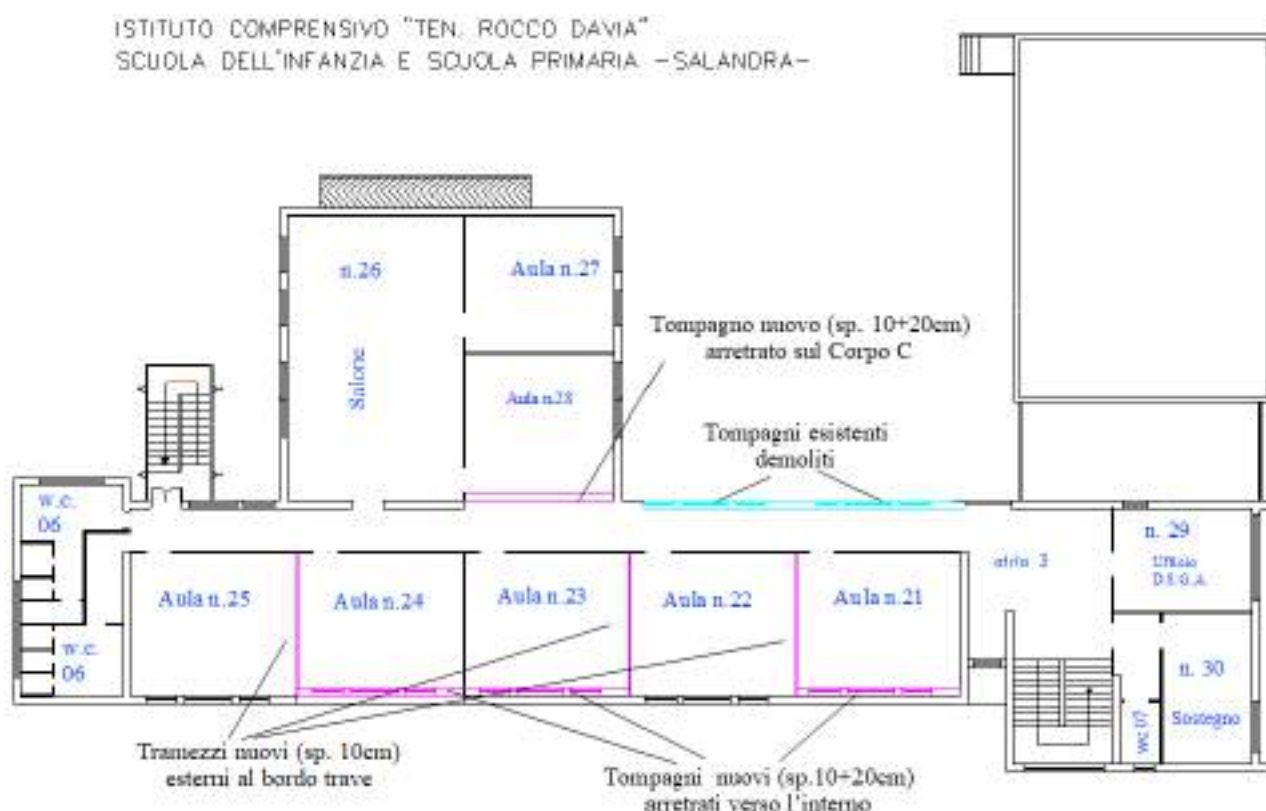 ISTITUTO COMPRENSIVO "TEN. ROCCO DAVIA"
SCUOLA DELL'INFANZIA E SCUOLA PRIMARIA -SALANDRA-
n.26
Aula n.27
Tompagno nuovo (sp. 10+20cm)
arretrato sul Corpo C
Salone
Aula n.28
Tompagni esistenti
demoliti
w.c.
06
n. 29
Ufficio
D.S.G.A.
atrio 3
Aula n.25
Aula n.24
Aula n.23
Aula n.22
Aula n.21
w.c.
06
n. 30
Sostegno
wc 07
Tramezzi nuovi (sp. 10cm)
esterni al bordo trave
Tompagni nuovi (sp.10+20cm)
arretrati verso l'interno